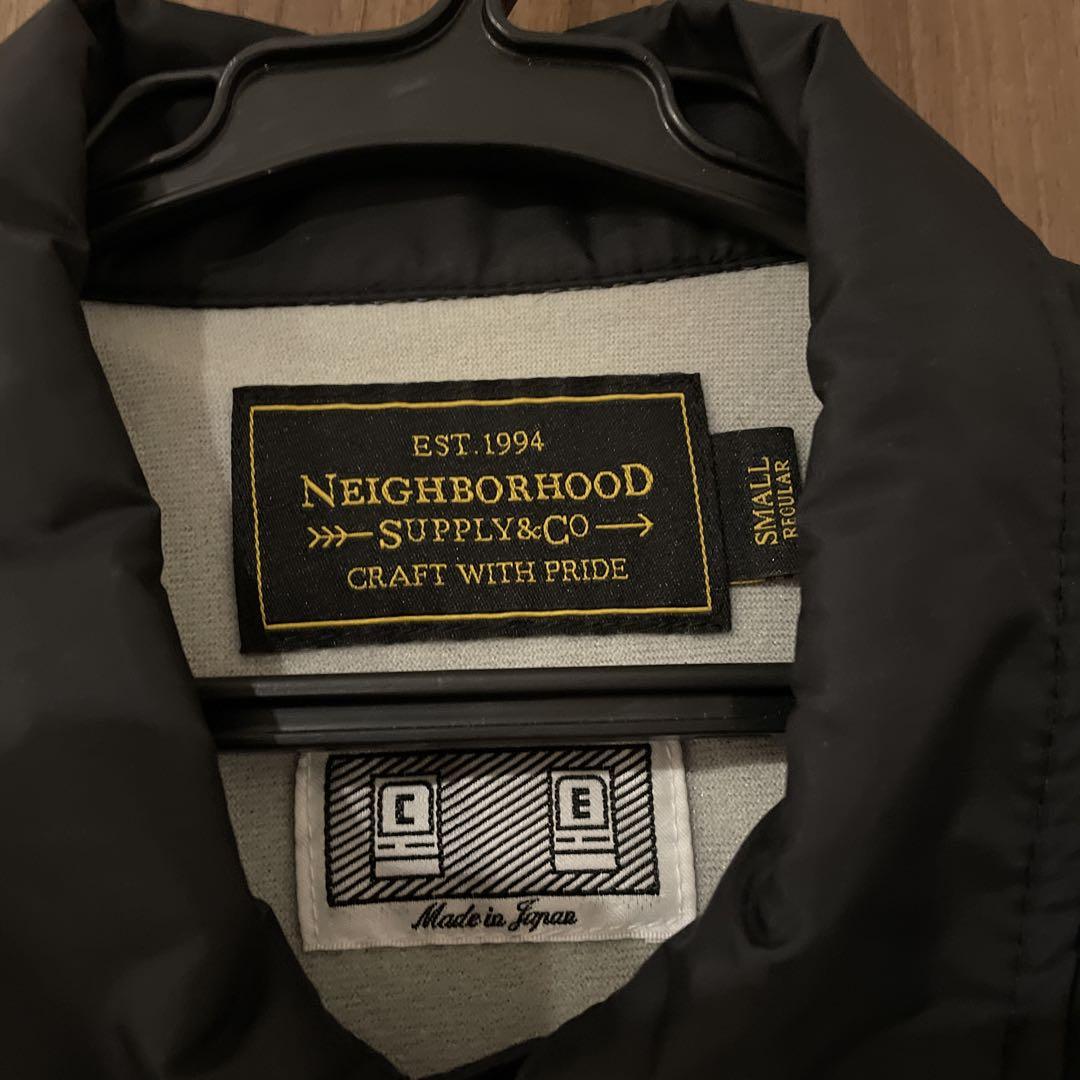 EST.1994
NEIGHBORHOOD
SUPPLY&CO
CRAFT WITH PRIDE
SMALL
REGULAR
C E
Made in Japan